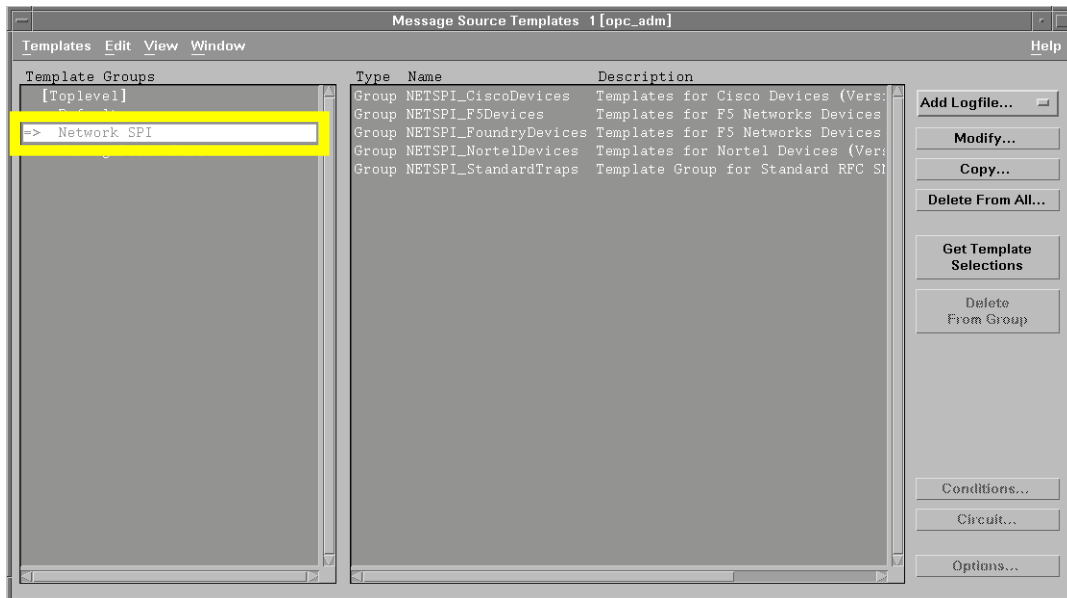 Message Source Templates 1 [opc_adm]
Templates Edit View Window Help
Template Groups
[Toplevel]
=> Network SPI
Type Name Description
Group NETSPI_CiscoDevices Templates for Cisco Devices (Vers:
Group NETSPI_F5Devices Templates for F5 Networks Devices
Group NETSPI_FoundryDevices Templates for F5 Networks Devices
Group NETSPI_NortelDevices Templates for Nortel Devices (Vers
Group NETSPI_StandardTraps Template Group for Standard RFC SN
Add Logfile...
Modify...
Copy...
Delete From All...
Get Template
Selections
Delete
From Group
Conditions...
Circuit...
Options...